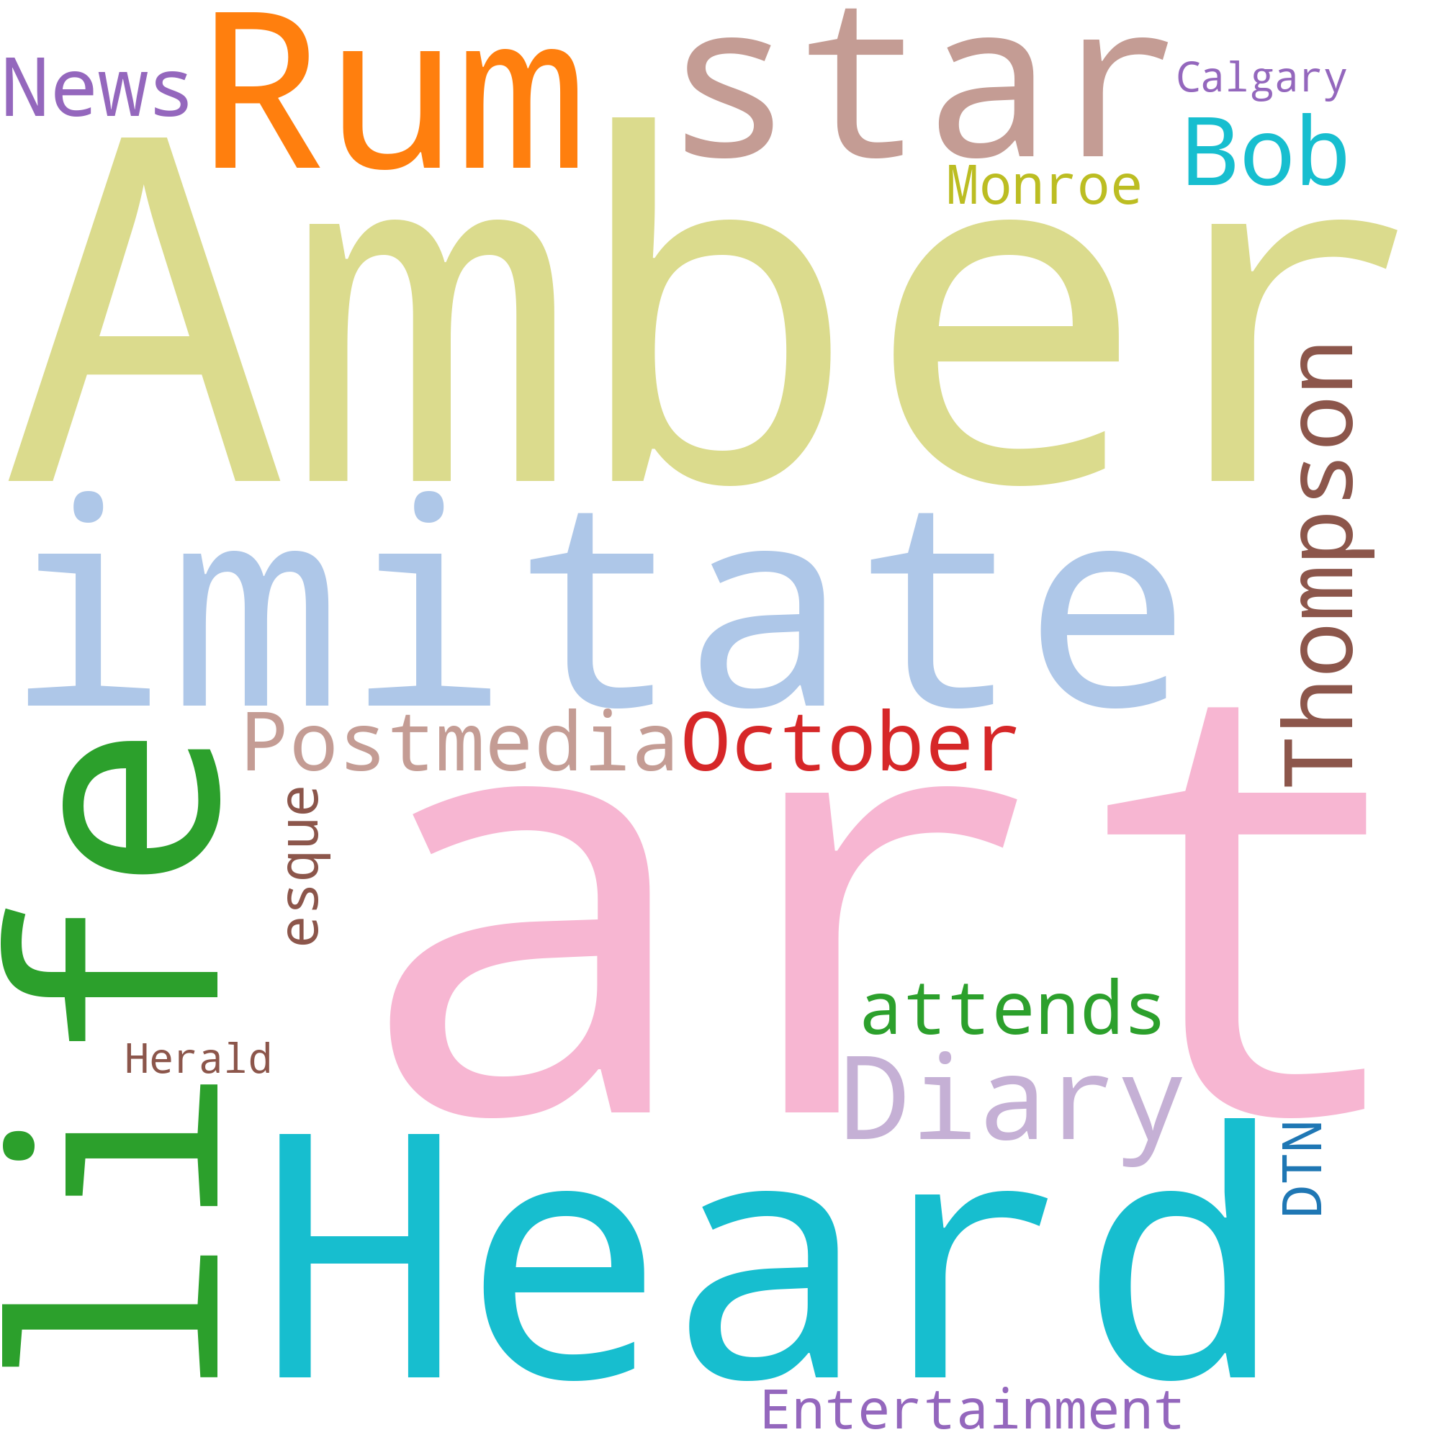 News
Rum
star
Calgary
Bob
Monroe
Amber
Thompson
imitate
Postmedia
October
life
esque
art
attends
Herald
Diary
DTN
Heard
Entertainment